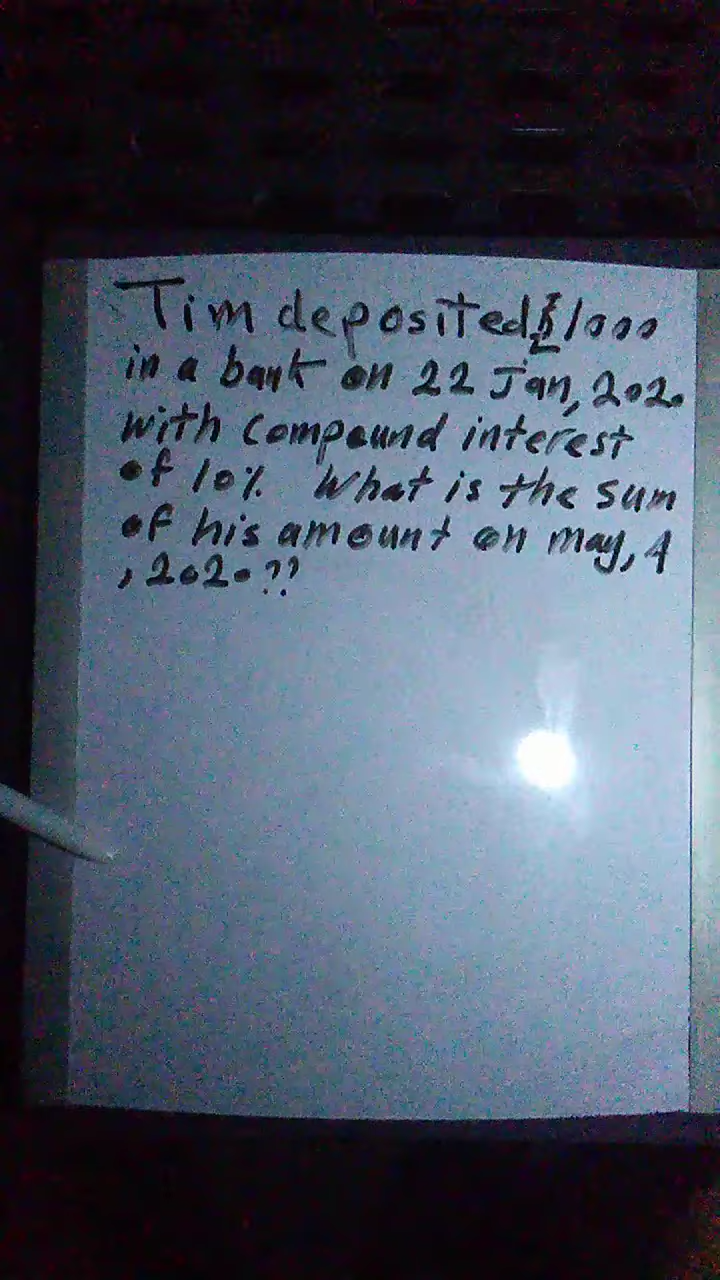 Tim deposited $1000
in a bank on 22 Jan, 2020
with compound interest
of 10% What is the sum
of his amount on may, 4
, 2020??